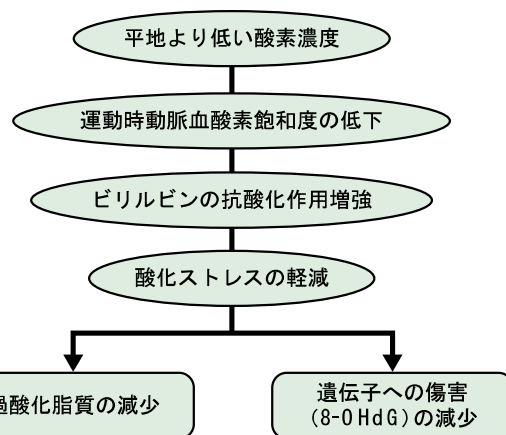 平地より低い酸素濃度
運動時動脈血酸素飽和度の低下
ビリルビンの抗酸化作用増強
酸化ストレスの軽減
過酸化脂質の減少
遺伝子への傷害
(8-OHdG)の減少